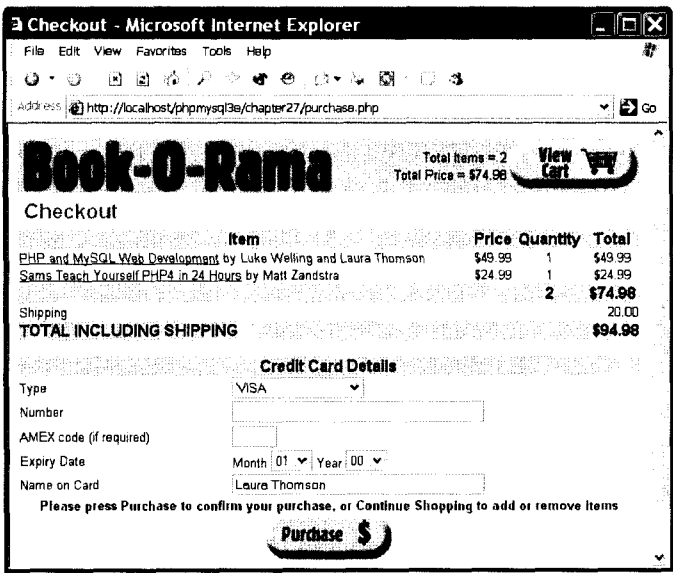 Checkout - Microsoft Internet Explorer
File Edit View Favorites Tools Help
Address http://localhost/phpmysql3e/chapter27/purchase.php Go
Book-O-Rama
Total Items = 2
Total Price = $74.98
View Cart
Checkout
Item Price Quantity Total
PHP and MySQL Web Development by Luke Welling and Laura Thomson $49.99 1 $49.99
Sams Teach Yourself PHP4 in 24 Hours by Matt Zandstra $24.99 1 $24.99
2 $74.98
Shipping 20.00
TOTAL INCLUDING SHIPPING $94.98
Credit Card Details
Type VISA
Number
AMEX code (if required)
Expiry Date Month 01 Year 00
Name on Card Laura Thomson
Please press Purchase to confirm your purchase, or Continue Shopping to add or remove items
Purchase $